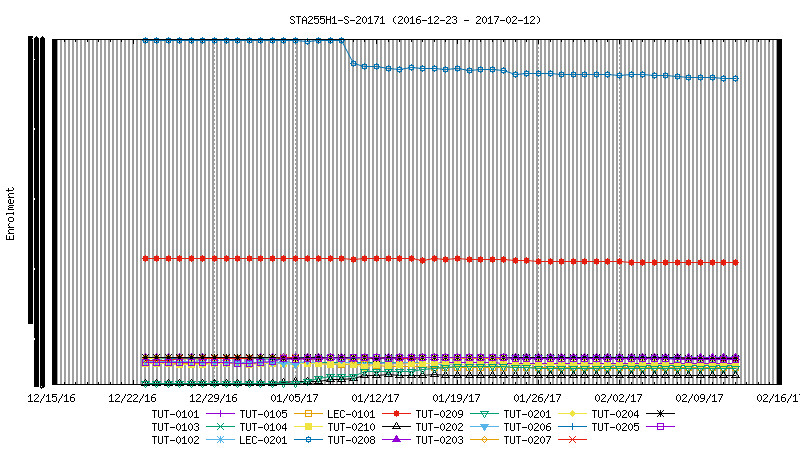 STA255H1-S-20171 (2016-12-23 - 2017-02-12)
Enrolment
12/15/16 12/22/16 12/29/16 01/05/17 01/12/17 01/19/17 01/26/17 02/02/17 02/09/17 02/16/17
TUT-0101 TUT-0105 LEC-0101 TUT-0209 TUT-0201 TUT-0204
TUT-0103 TUT-0104 TUT-0210 TUT-0202 TUT-0206 TUT-0205
TUT-0102 LEC-0201 TUT-0208 TUT-0203 TUT-0207